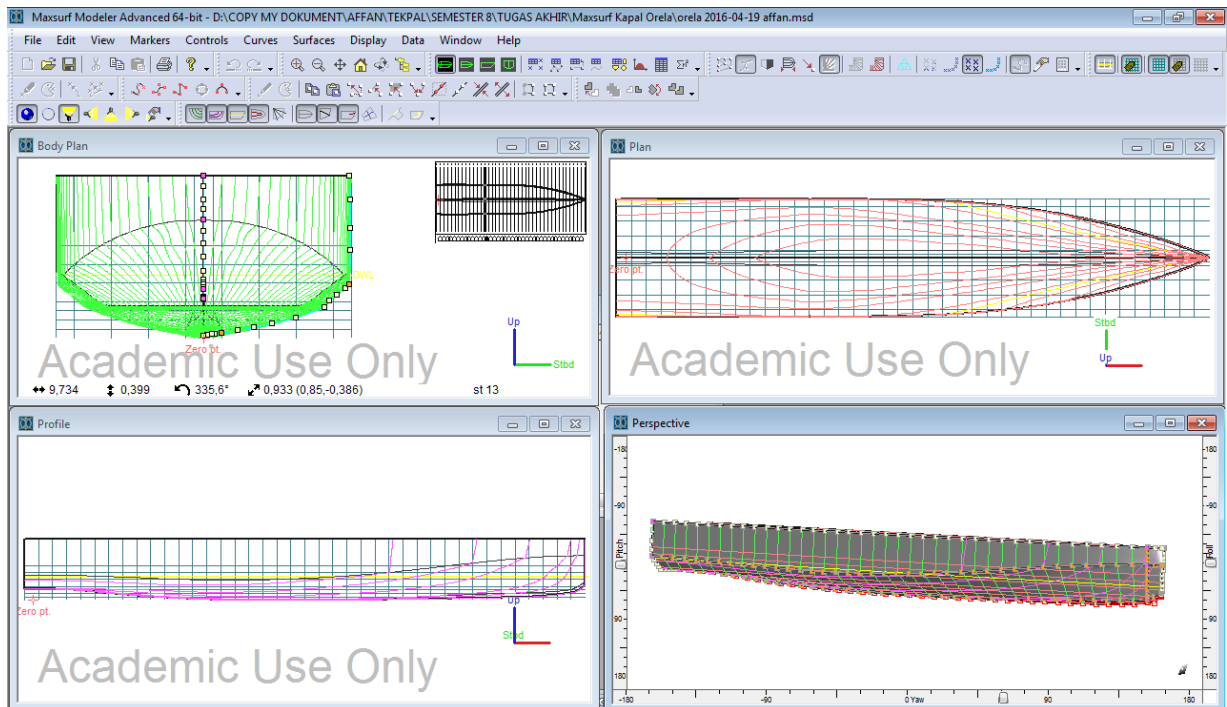 Maxsurf Modeler Advanced 64-bit - D:\COPY MY DOKUMENT\AFFAN\TEKPAL\SEMESTER 8\TUGAS AKHIR\Maxsurf Kapal Orela\orela 2016-04-19 affan.msd
File Edit View Markers Controls Curves Surfaces Display Data Window Help
Body Plan
DWL
Zero pt.
Up
Stbd
Academic Use Only
9,734 0,399 335,6° 0,933 (0,85,-0,386) st 13
Plan
Zero pt.
Stbd
Up
Academic Use Only
Profile
Zero pt.
Up
Stbd
Academic Use Only
Perspective
-180
-90
Pitch
90
180
-180
-90
Roll
90
180
-180 -90 0 Yaw 90 180